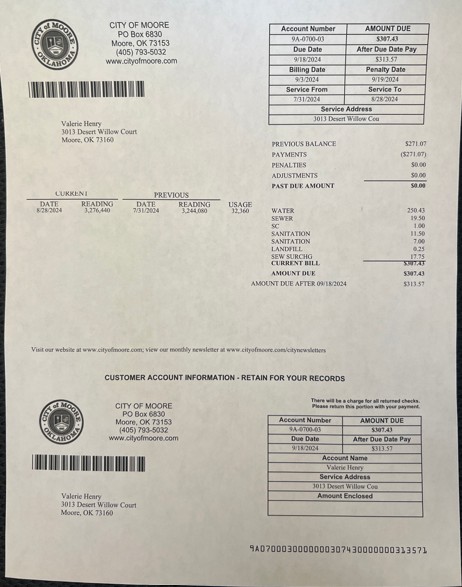 CITY OF MOORE
OKLAHOMA
CITY OF MOORE
PO Box 6830
Moore, OK 73153
(405) 793-5032
www.cityofmoore.com
Account Number AMOUNT DUE
9A-0700-03 $307.43
Due Date After Due Date Pay
9/18/2024 $313.57
Billing Date Penalty Date
9/3/2024 9/19/2024
Service From Service To
7/31/2024 8/28/2024
Service Address
3013 Desert Willow Cou
Valerie Henry
3013 Desert Willow Court
Moore, OK 73160
PREVIOUS BALANCE $271.07
PAYMENTS ($271.07)
PENALTIES $0.00
ADJUSTMENTS $0.00
PAST DUE AMOUNT $0.00
CURRENT PREVIOUS
DATE READING DATE READING USAGE
8/28/2024 3,276,440 7/31/2024 3,244,080 32,360
WATER 250.43
SEWER 19.50
SC 1.00
SANITATION 11.50
SANITATION 7.00
LANDFILL 0.25
SEW SURCHG 17.75
CURRENT BILL $307.43
AMOUNT DUE $307.43
AMOUNT DUE AFTER 09/18/2024 $313.57
Visit our website at www.cityofmoore.com; view our monthly newsletter at www.cityofmoore.com/citynewsletters
CUSTOMER ACCOUNT INFORMATION - RETAIN FOR YOUR RECORDS
CITY OF MOORE
OKLAHOMA
CITY OF MOORE
PO Box 6830
Moore, OK 73153
(405) 793-5032
www.cityofmoore.com
There will be a charge for all returned checks.
Please return this portion with your payment.
Account Number AMOUNT DUE
9A-0700-03 $307.43
Due Date After Due Date Pay
9/18/2024 $313.57
Account Name
Valerie Henry
Service Address
3013 Desert Willow Cou
Amount Enclosed
Valerie Henry
3013 Desert Willow Court
Moore, OK 73160
9A07000300000003074300000003135​71